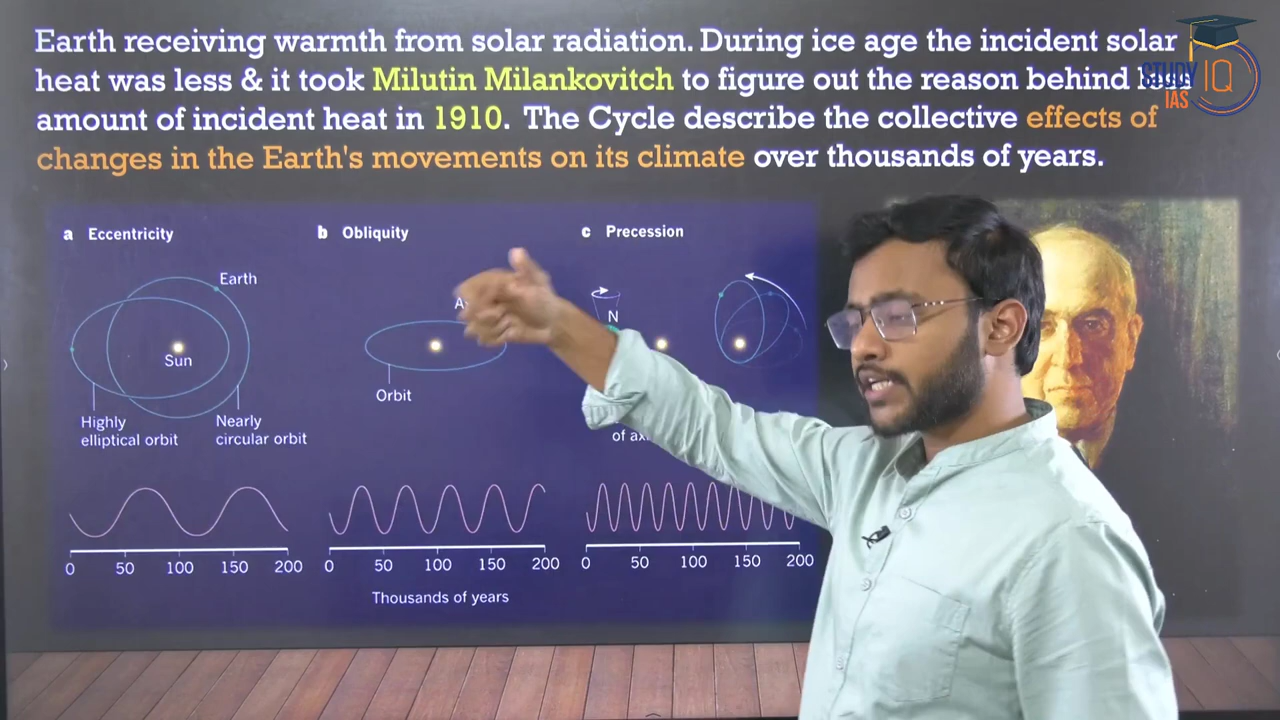 Earth receiving warmth from solar radiation. During ice age the incident solar
heat was less & it took Milutin Milankovitch to figure out the reason behind less
amount of incident heat in 1910. The Cycle describe the collective effects of
changes in the Earth's movements on its climate over thousands of years.
STUDY IQ
IAS
a Eccentricity
b Obliquity
c Precession
Earth
Sun
Highly
elliptical orbit
Nearly
circular orbit
Orbit
N
of
0 50 100 150 200
0 50 100 150 200
0 50 100 150 200
Thousands of years